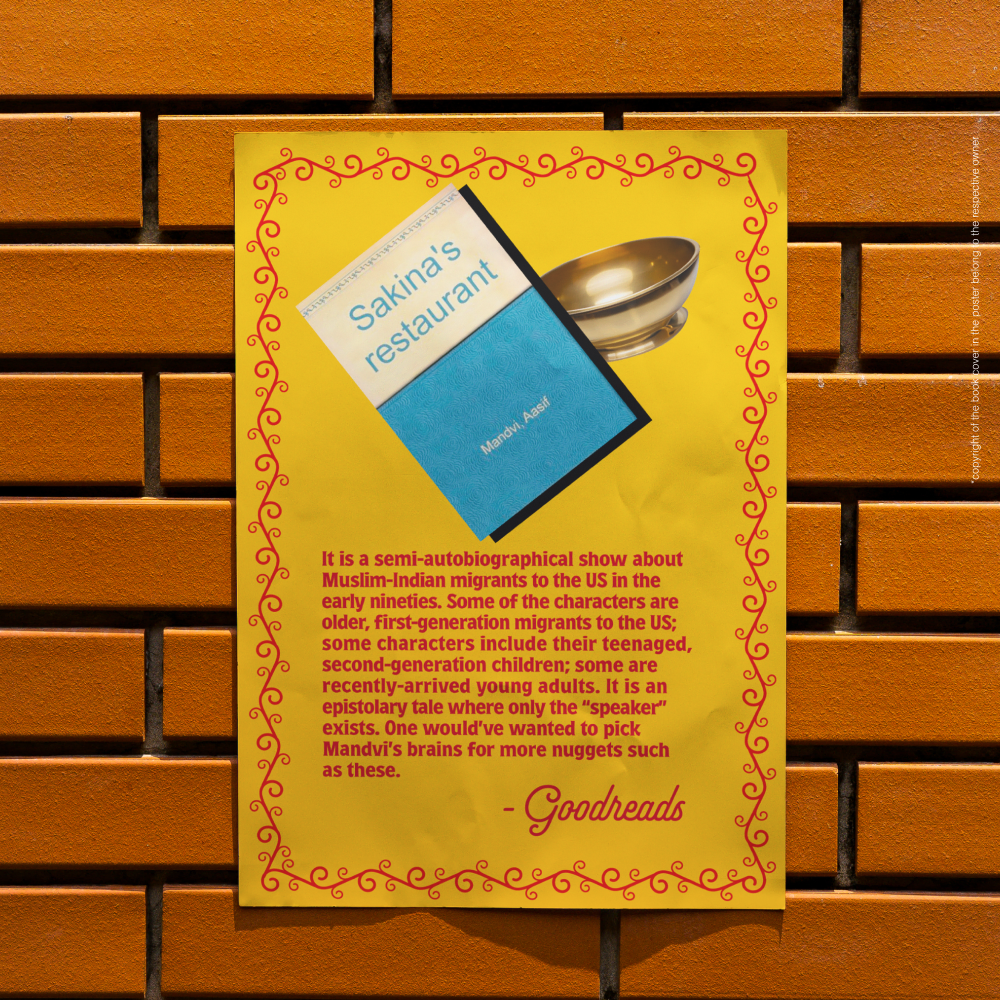 Sakina's
restaurant
Mandvi, Aasif
It is a semi-autobiographical show about
Muslim-Indian migrants to the US in the
early nineties. Some of the characters are
older, first-generation migrants to the US;
some characters include their teenaged,
second-generation children; some are
recently-arrived young adults. It is an
epistolary tale where only the “speaker”
exists. One would’ve wanted to pick
Mandvi’s brains for more nuggets such
as these.
- Goodreads
*copyright of the book cover in the poster belong to the respective owner